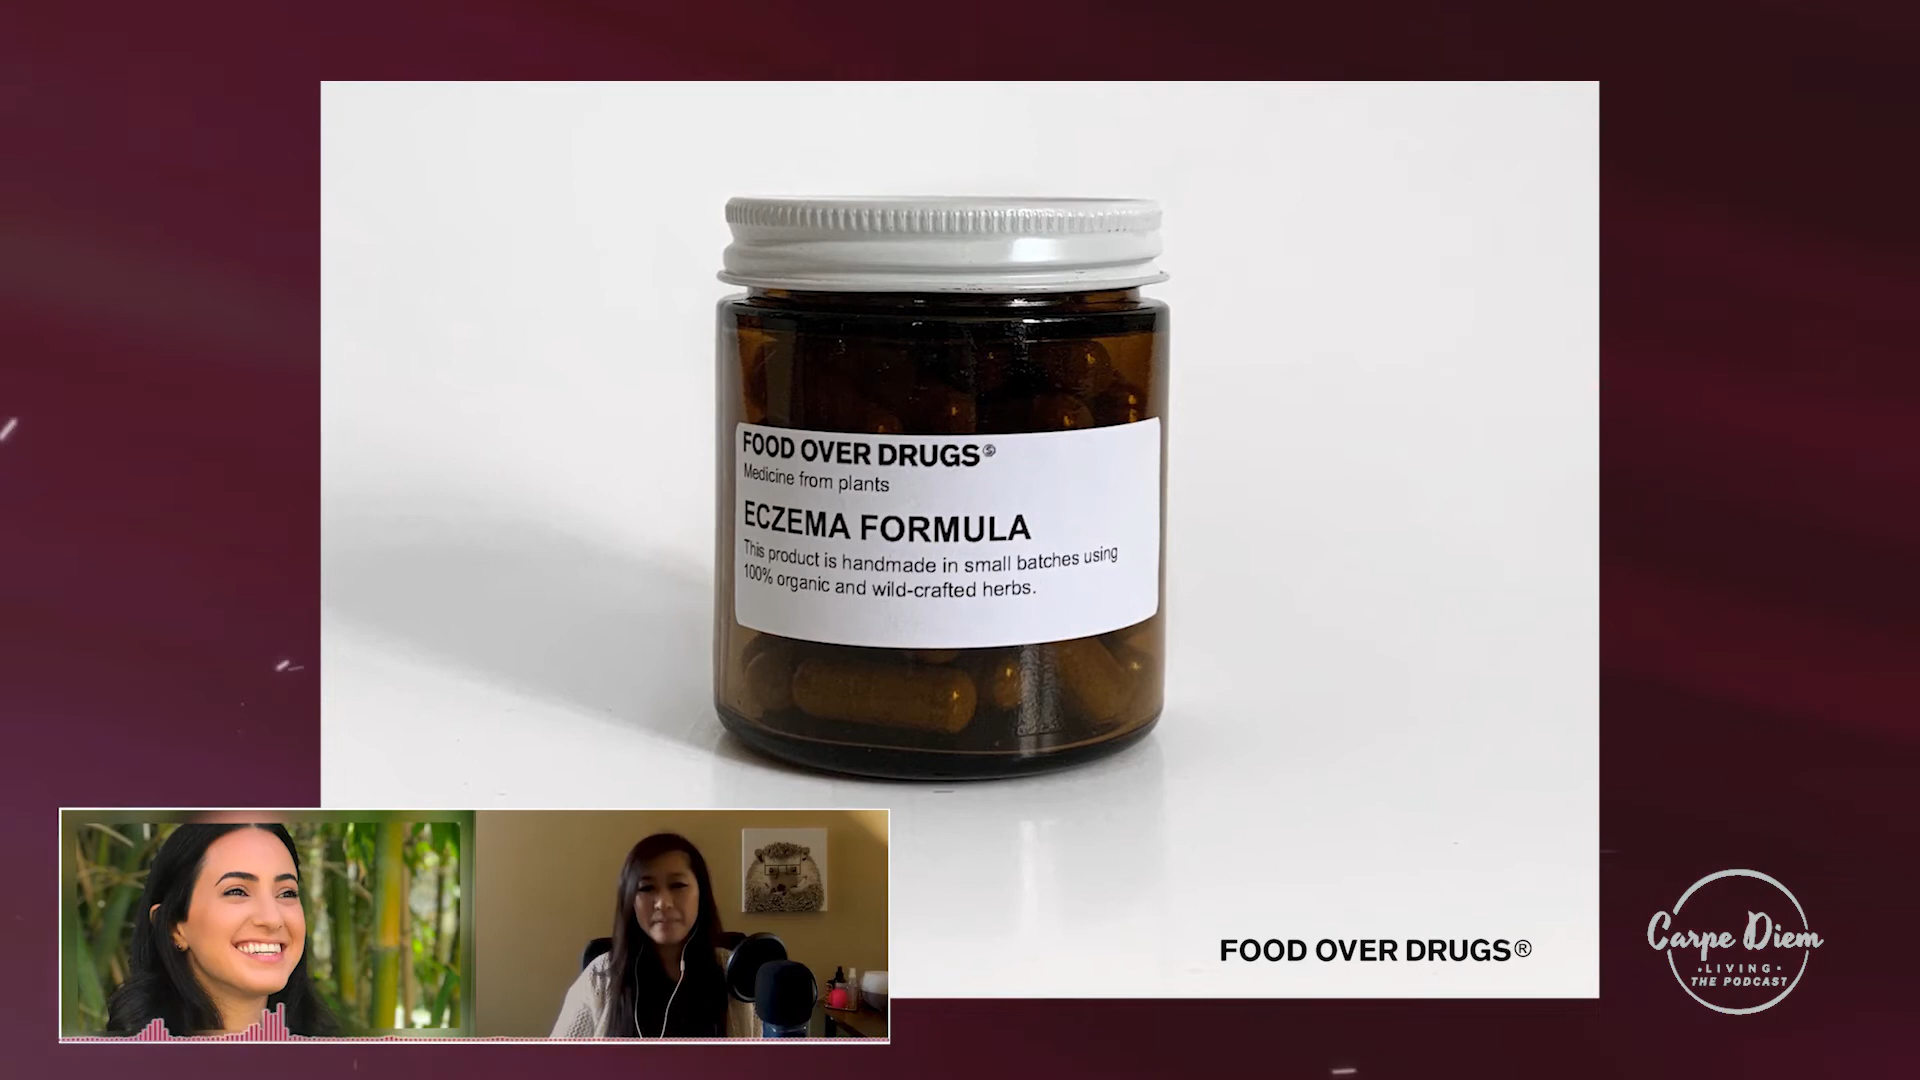 FOOD OVER DRUGS®
Medicine from plants
ECZEMA FORMULA
This product is handmade in small batches using
100% organic and wild-crafted herbs.
FOOD OVER DRUGS®
Carpe Diem
·LIVING·
THE PODCAST